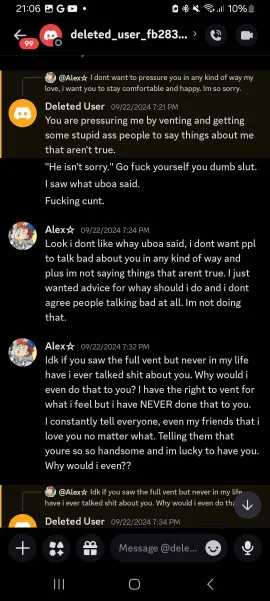 21:06
10%
99
deleted_user_fb283...
@Alex☆ I dont want to pressure you in any kind of way my
love, i want you to stay comfortable and happy. Im so sorry.
Deleted User 09/22/2024 7:21 PM
You are pressuring me by venting and getting
some stupid ass people to say things about me
that aren't true.
"He isn't sorry." Go fuck yourself you dumb slut.
I saw what uboa said.
Fucking cunt.
Alex☆ 09/22/2024 7:24 PM
Look i dont like whay uboa said, i dont want ppl
to talk bad about you in any kind of way and
plus im not saying things that arent true. I just
wanted advice for whay should i do and i dont
agree people talking bad at all. Im not doing
that.
Alex☆ 09/22/2024 7:32 PM
Idk if you saw the full vent but never in my life
have i ever talked shit about you. Why would i
even do that to you? I have the right to vent for
what i feel but i have NEVER done that to you.
I constantly tell everyone, even my friends that i
love you no matter what. Telling them that
youre so so handsome and im lucky to have you.
Why would i even??
@Alex☆ Idk if you saw the full vent but never in my life
have i ever talked shit about you. Why would i even do tha
Deleted User 09/22/2024 7:34 PM
Message @dele...